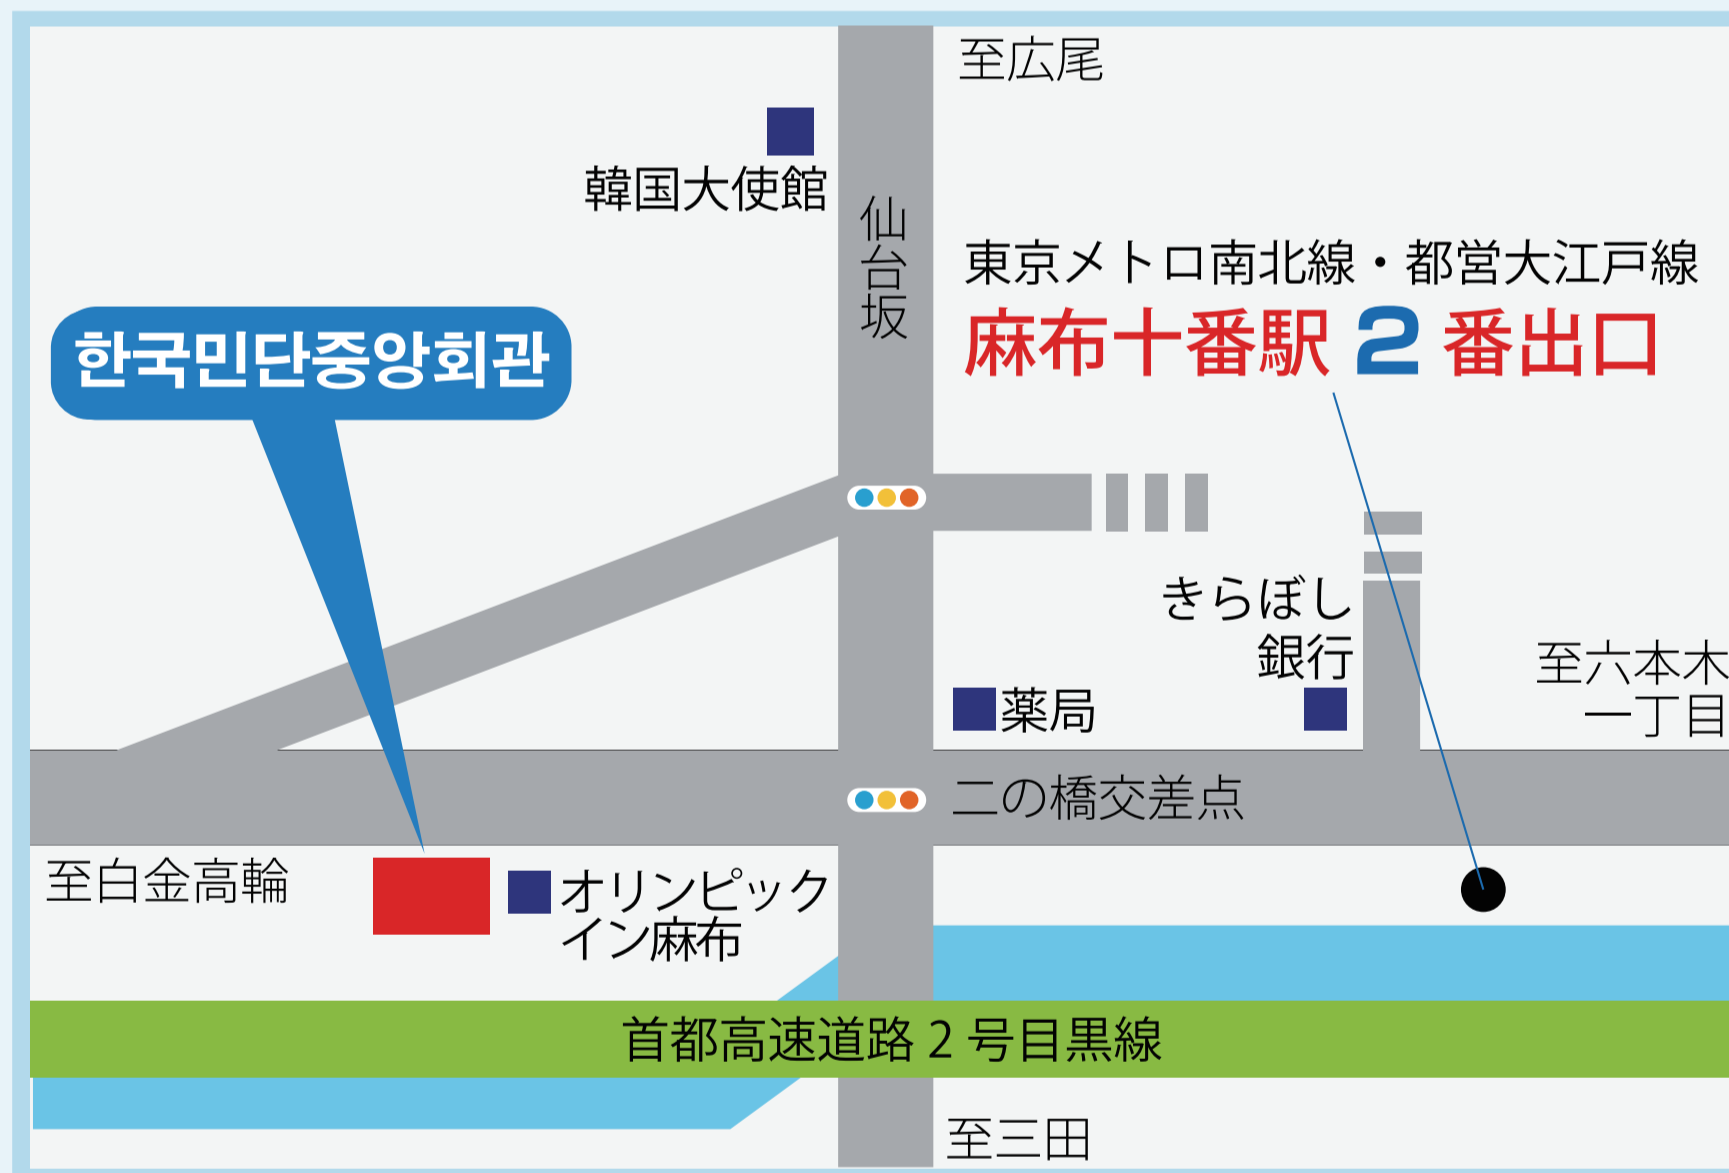 至広尾
韓国大使館
仙台坂
東京メトロ南北線・都営大江戸線
麻布十番駅 2 番出口
한국민단중앙회관
きらぼし
銀行
至六本木
一丁目
薬局
二の橋交差点
至白金高輪
オリンピック
イン麻布
首都高速道路 2 号目黒線
至三田